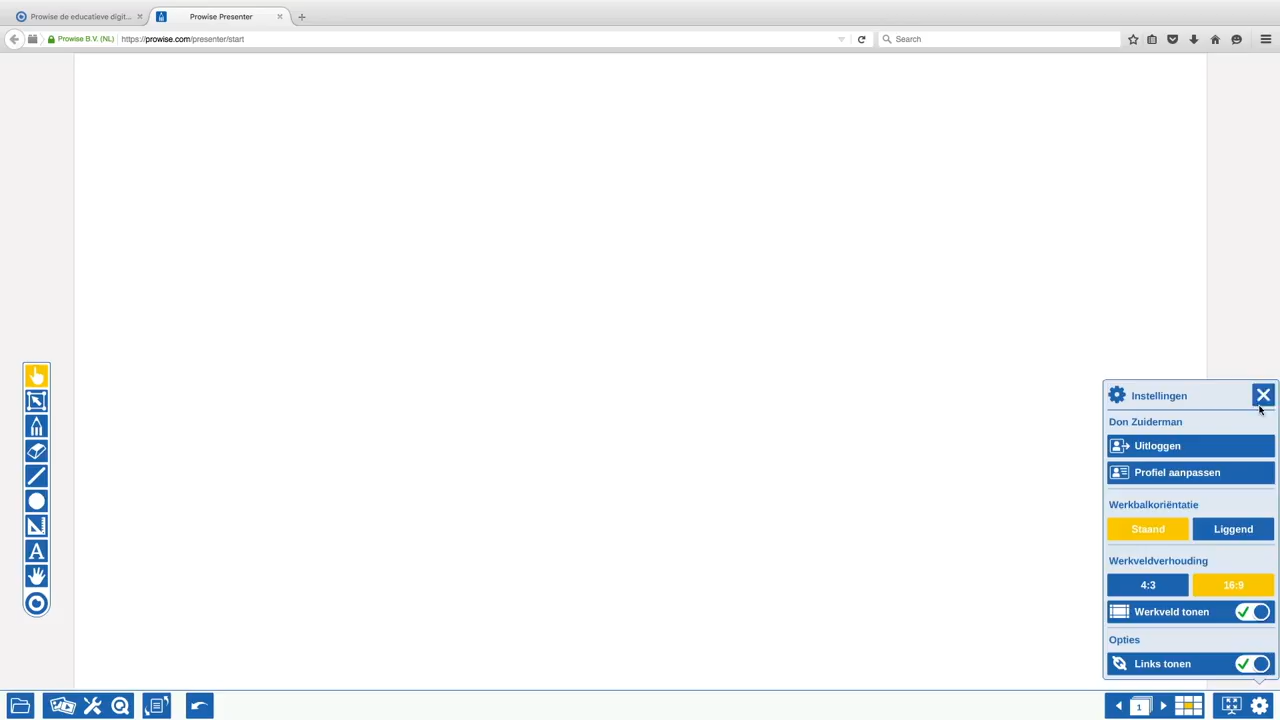 Prowise de educatieve digit...
Prowise Presenter
Prowise B.V. (NL)
https://prowise.com/presenter/start
Search
A
Instellingen
Don Zuiderman
Uitloggen
Profiel aanpassen
Werkbalkoriëntatie
Staand
Liggend
Werkveldverhouding
4:3
16:9
Werkveld tonen
Opties
Links tonen
1